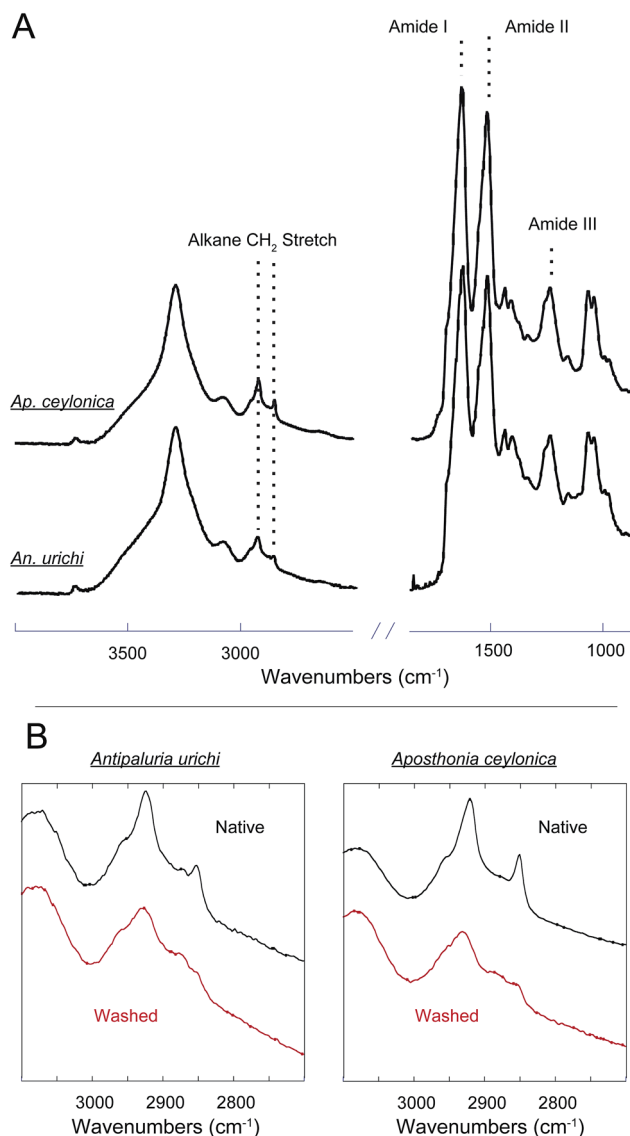 A
Amide I
Amide II
Amide III
Alkane CH2 Stretch
Ap. ceylonica
An. urichi
3500
3000
//
1500
1000
Wavenumbers (cm-1)
B
Antipaluria urichi
Aposthonia ceylonica
Native
Native
Washed
Washed
3000
2900
2800
3000
2900
2800
Wavenumbers (cm-1)
Wavenumbers (cm-1)